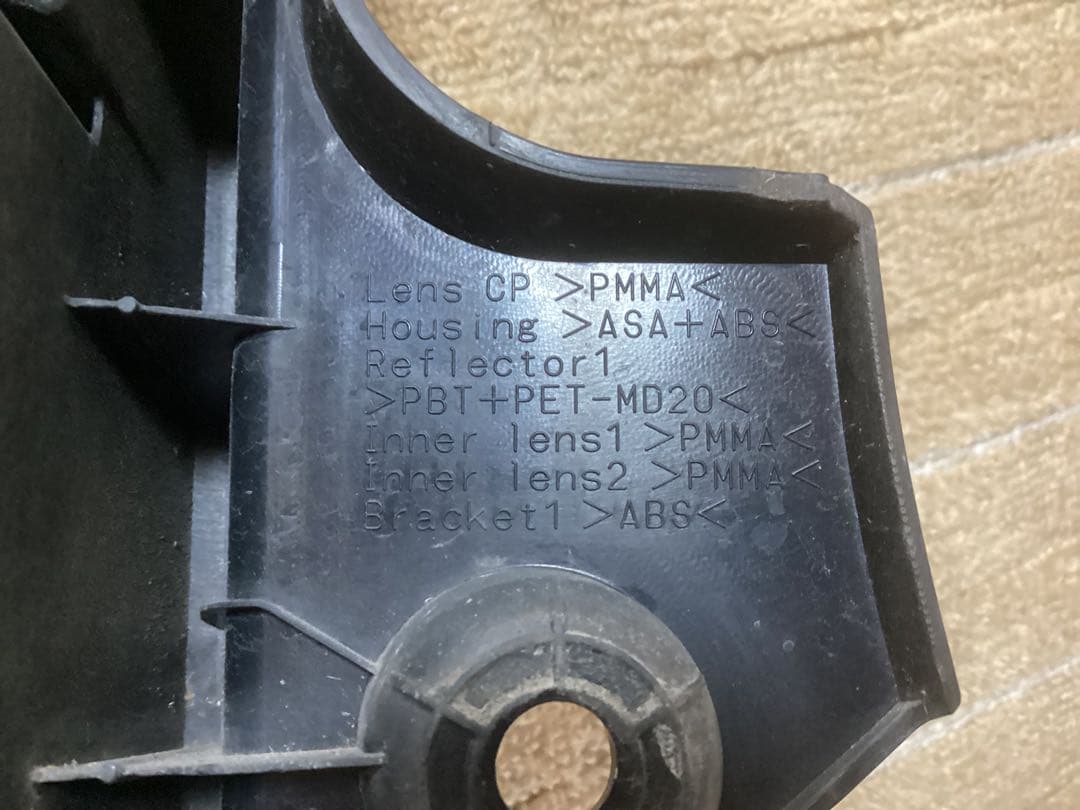 Lens CP >PMMA<
Housing >ASA+ABS<
Reflector1
>PBT+PET-MD20<
Inner lens1 >PMMA<
Inner lens2 >PMMA<
Bracket1 >ABS<